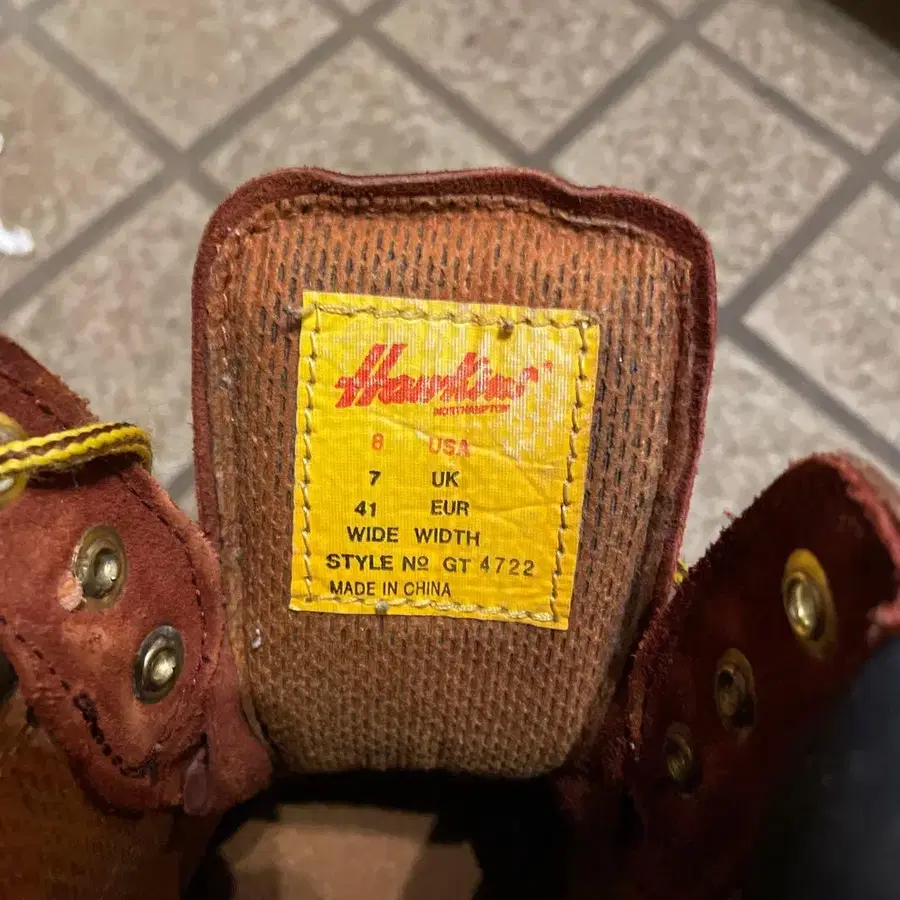 Hawkins
NORTHAMPTON
8 USA
7 UK
41 EUR
WIDE WIDTH
STYLE Nº GT 4722
MADE IN CHINA